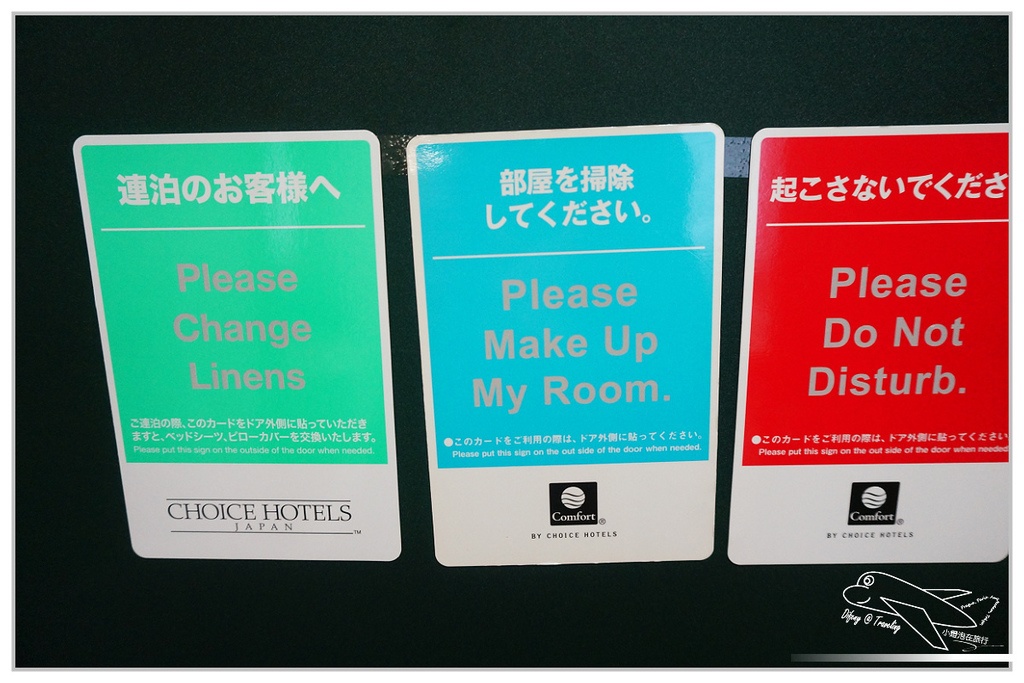 連泊のお客様へ
Please
Change
Linens
ご連泊の際、このカードをドア外側に貼っていただき
ますと、ベッドシーツ、ピローカバーを交換いたします。
Please put this sign on the outside of the door when needed.
CHOICE HOTELS
JAPAN
TM
部屋を掃除
してください。
Please
Make Up
My Room.
●このカードをご利用の際は、ドア外側に貼ってください。
Please put this sign on the out side of the door when needed.
Comfort®
BY CHOICE HOTELS
起こさないでくださ
Please
Do Not
Disturb.
●このカードをご利用の際は、ドア外側に貼ってください
Please put this sign on the out side of the door when needed
Comfort®
BY CHOICE HOTELS
@ Traveling
在旅行